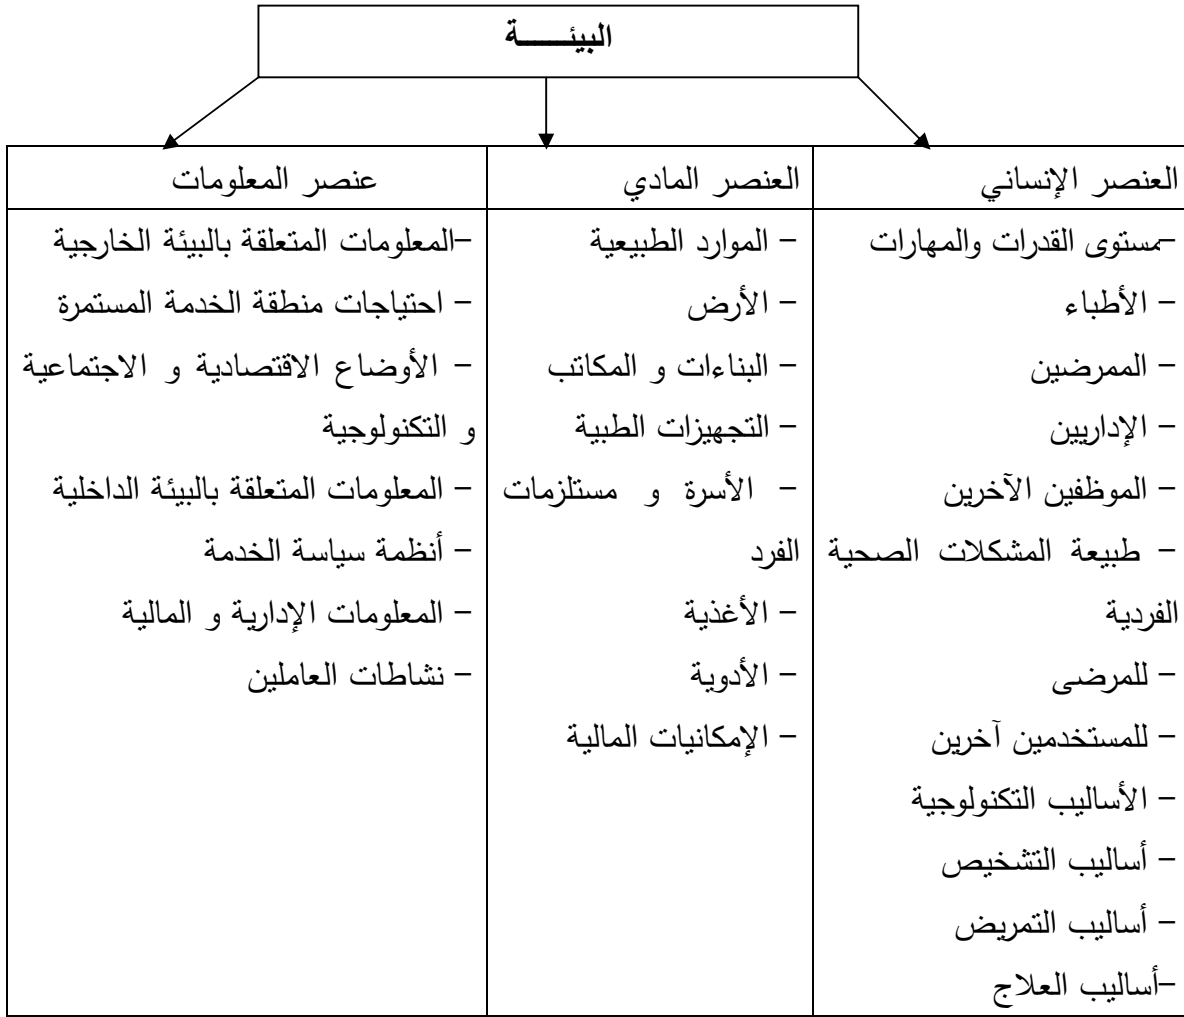 البيئــــــة
العنصر الإنساني
-مستوى القدرات والمهارات
- الأطباء
- الممرضين
- الإداريين
- الموظفين الآخرين
- طبيعة المشكلات الصحية
الفردية
- للمرضى
- للمستخدمين آخرين
- الأساليب التكنولوجية
- أساليب التشخيص
- أساليب التمريض
-أساليب العلاج
العنصر المادي
- الموارد الطبيعية
- الأرض
- البناءات و المكاتب
- التجهيزات الطبية
- الأسرة و مستلزمات
الفرد
- الأغذية
- الأدوية
- الإمكانيات المالية
عنصر المعلومات
-المعلومات المتعلقة بالبيئة الخارجية
- احتياجات منطقة الخدمة المستمرة
- الأوضاع الاقتصادية و الاجتماعية
و التكنولوجية
- المعلومات المتعلقة بالبيئة الداخلية
- أنظمة سياسة الخدمة
- المعلومات الإدارية و المالية
- نشاطات العاملين